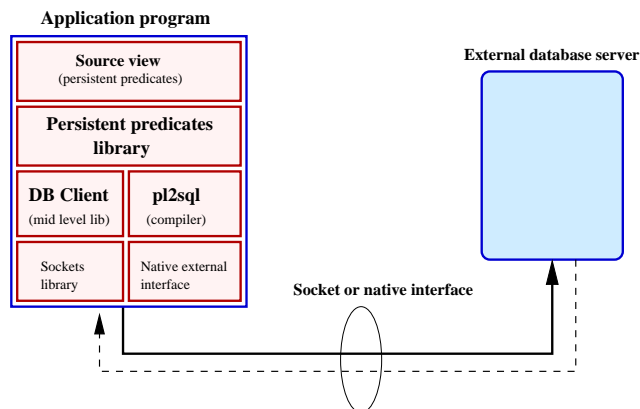 Application program
Source view
(persistent predicates)
Persistent predicates
library
DB Client
(mid level lib)
pl2sql
(compiler)
Sockets
library
Native external
interface
External database server
Socket or native interface